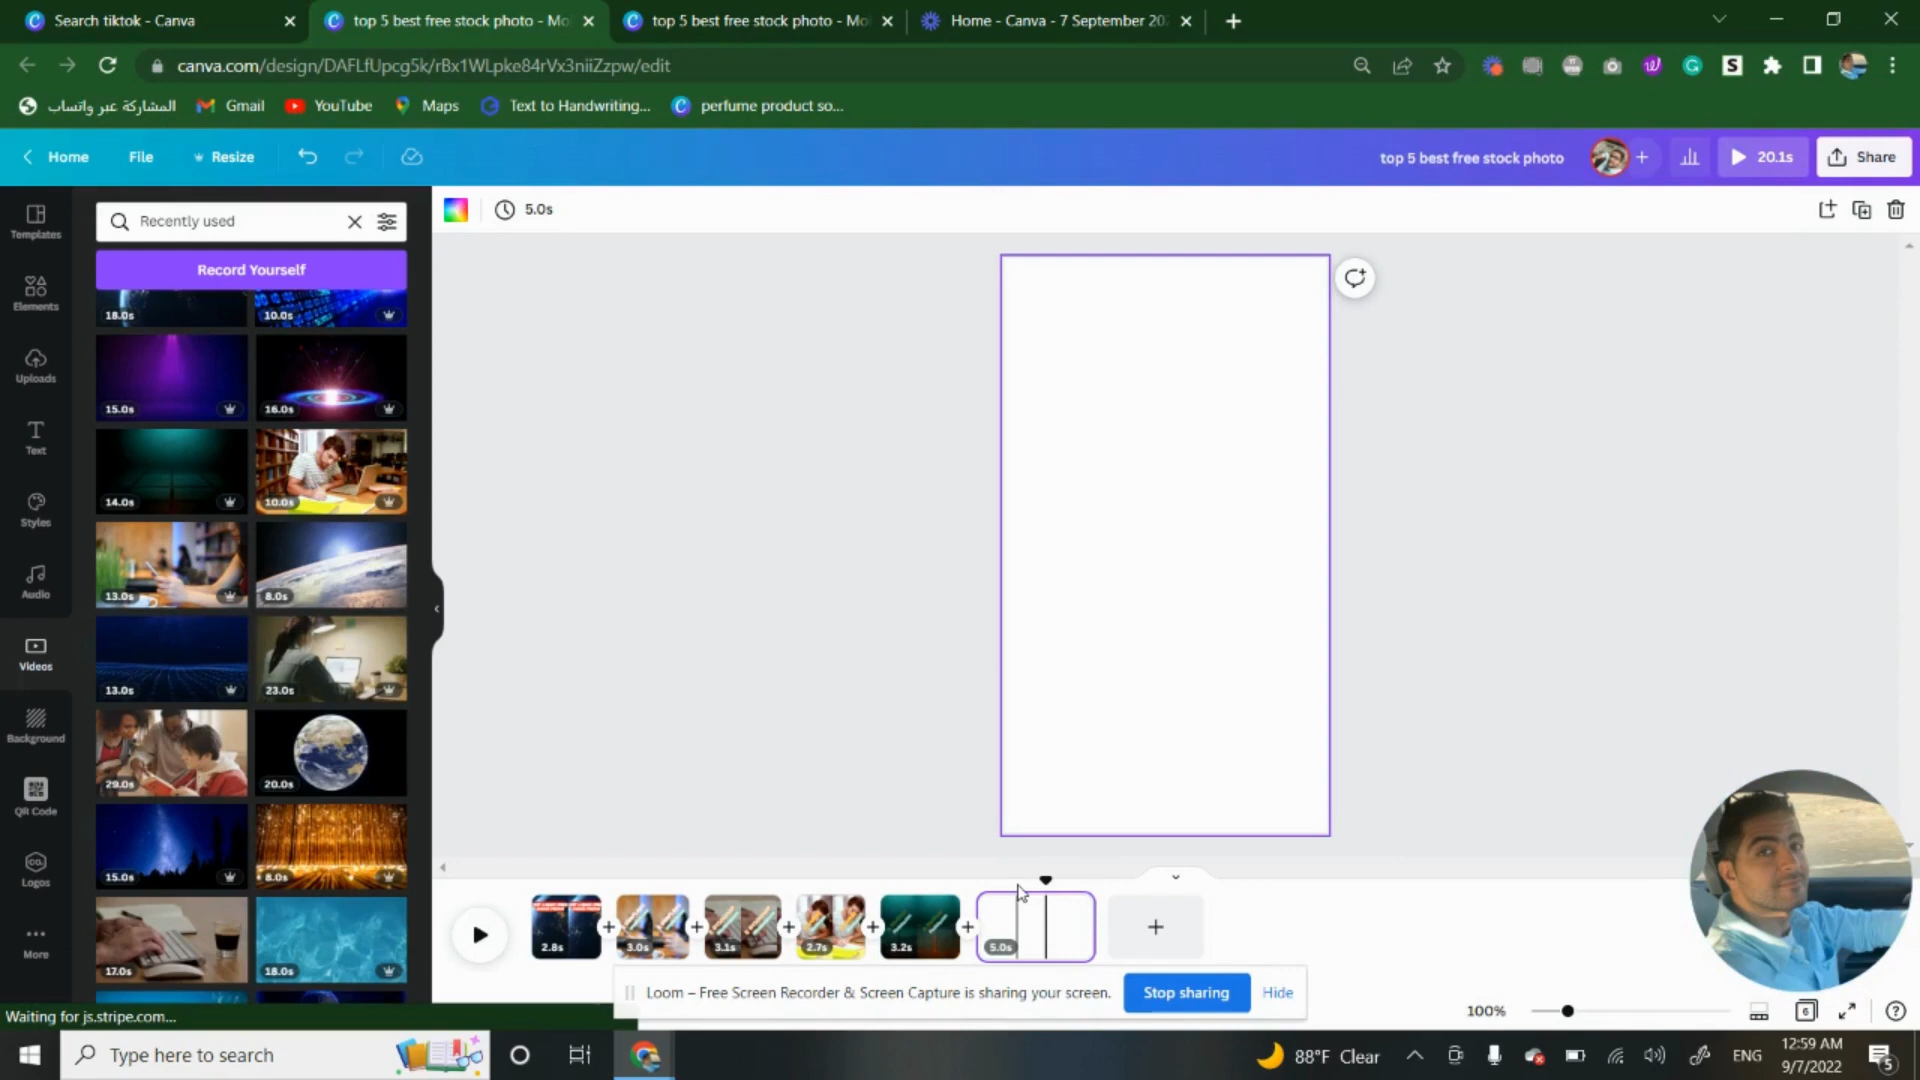 Search tiktok - Canva
top 5 best free stock photo - Mo
top 5 best free stock photo - Mo
Home - Canva - 7 September 202
canva.com/design/DAFLfUpcg5k/rBx1WLpke84rVx3niiZzpw/edit
المشاركة عبر واتساب
Gmail
YouTube
Maps
Text to Handwriting...
perfume product so...
Home
File
Resize
top 5 best free stock photo
20.1s
Share
Templates
Recently used
5.0s
Record Yourself
Elements
18.0s
10.0s
Uploads
15.0s
16.0s
Text
14.0s
10.0s
Styles
Audio
13.0s
8.0s
Videos
13.0s
23.0s
Background
29.0s
20.0s
QR Code
15.0s
8.0s
CO.
Logos
More
17.0s
18.0s
2.8s
3.0s
3.1s
2.7s
3.2s
5.0s
Loom – Free Screen Recorder & Screen Capture is sharing your screen.
Stop sharing
Hide
100%
6
Waiting for js.stripe.com...
Type here to search
88°F Clear
ENG
12:59 AM
9/7/2022
5